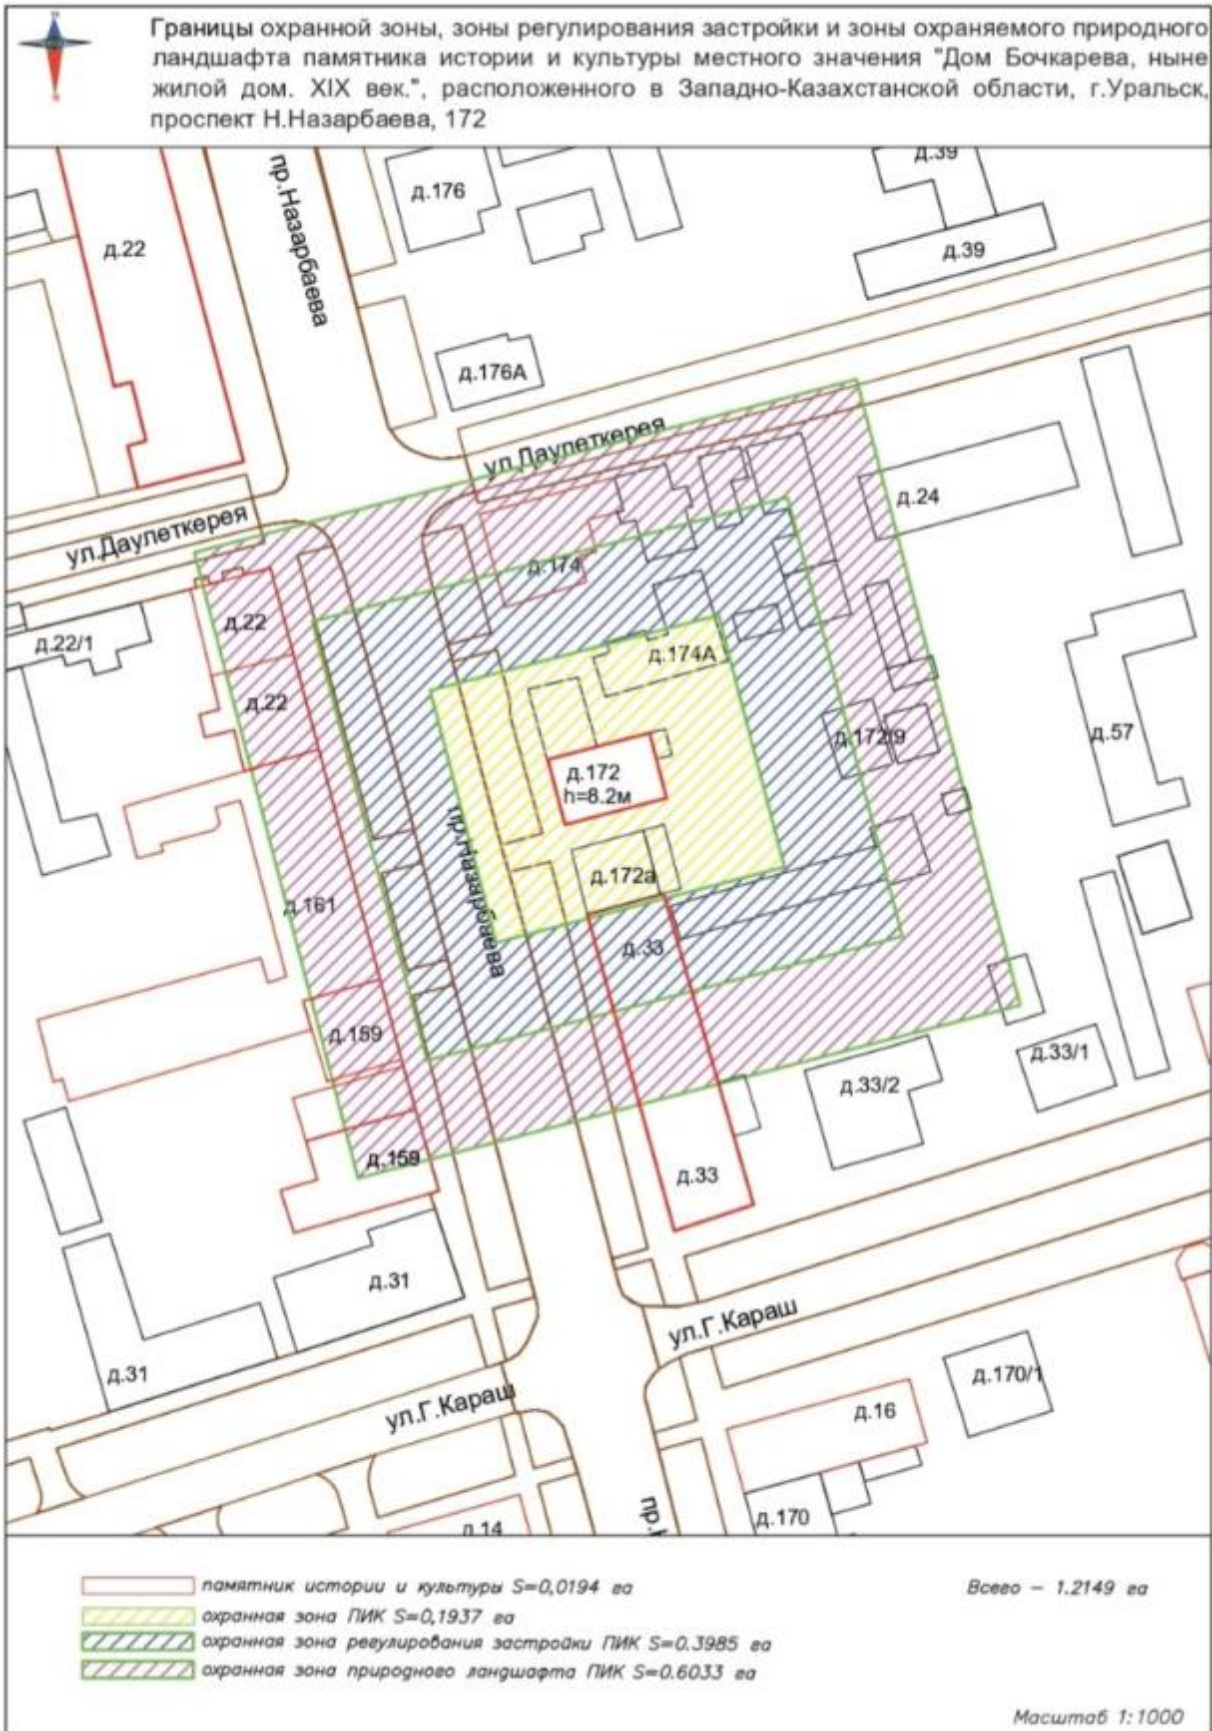 Границы охранной зоны, зоны регулирования застройки и зоны охраняемого природного
ландшафта памятника истории и культуры местного значения "Дом Бочкарева, ныне
жилой дом. XIX век.", расположенного в Западно-Казахстанской области, г.Уральск,
проспект Н.Назарбаева, 172
д.39
д.176
пр.Назарбаева
д.22
д.39
д.176А
ул.Даулеткерея
д.24
ул.Даулеткерея
д.174
д.22
д.22/1
д.174А
д.22
д.172/9
д.57
д.172
h=8.2м
пр.Назарбаева
д.172а
д.161
д.33
д.159
д.33/1
д.33/2
д.159
д.33
д.31
ул.Г.Караш
д.31
д.170/1
ул.Г.Караш
д.16
пр.
д.170
д.14
памятник истории и культуры S=0,0194 га
Всего – 1.2149 га
охранная зона ПИК S=0,1937 га
охранная зона регулирования застройки ПИК S=0.3985 га
охранная зона природного ландшафта ПИК S=0.6033 га
Масштаб 1:1000